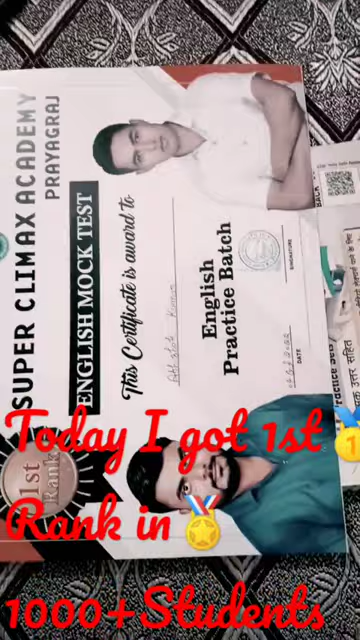 SUPER CLIMAX ACADEMY
PRAYAGRAJ
ENGLISH MOCK TEST
This Certificate is award to
English
Practice Batch
SIGNATURE
DATE
1st
Rank
Today I got 1st 🥇
Rank in 🏅
1000+Students